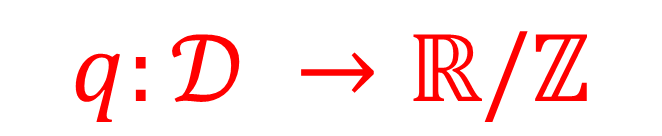 𝑞: 𝒟 → ℝ/ℤ